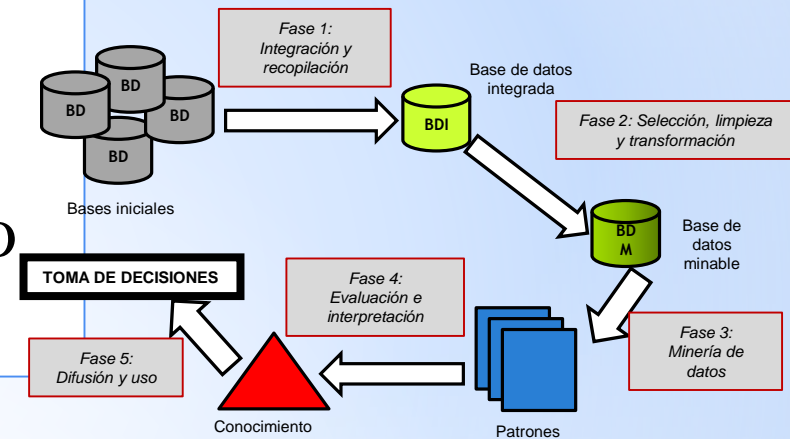 Fase 1:
Integración y
recopilación
BD
BD
BD
BD
Bases iniciales
Base de datos
integrada
BDI
Fase 2: Selección, limpieza
y transformación
BD
M
Base de
datos
minable
Fase 3:
Minería de
datos
Patrones
Fase 4:
Evaluación e
interpretación
Conocimiento
Fase 5:
Difusión y uso
TOMA DE DECISIONES